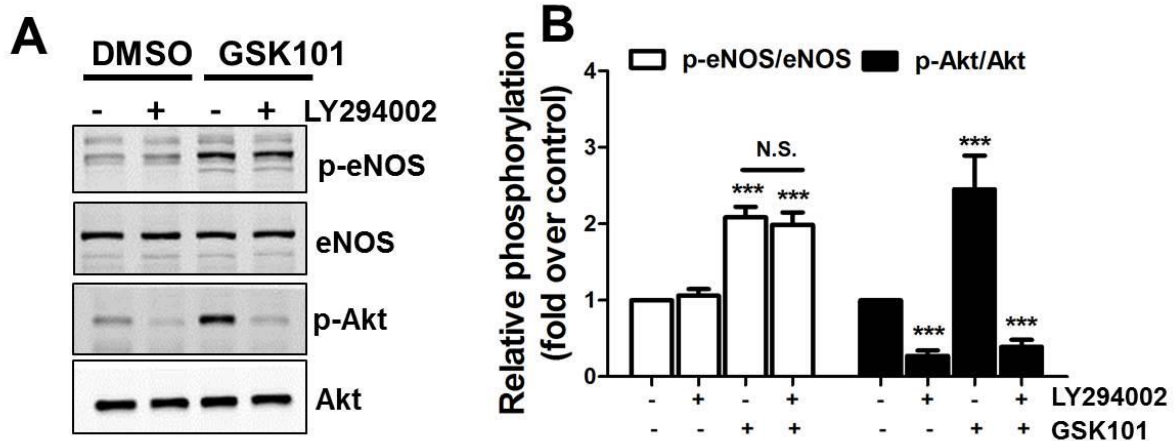 A
DMSO GSK101
- + - + LY294002
p-eNOS
eNOS
p-Akt
Akt
B
Relative phosphorylation
(fold over control)
p-eNOS/eNOS p-Akt/Akt
4
3
2
1
0
N.S.
*** *** *** *** ***
- + - + - + - + LY294002
- - + + - - + + GSK101